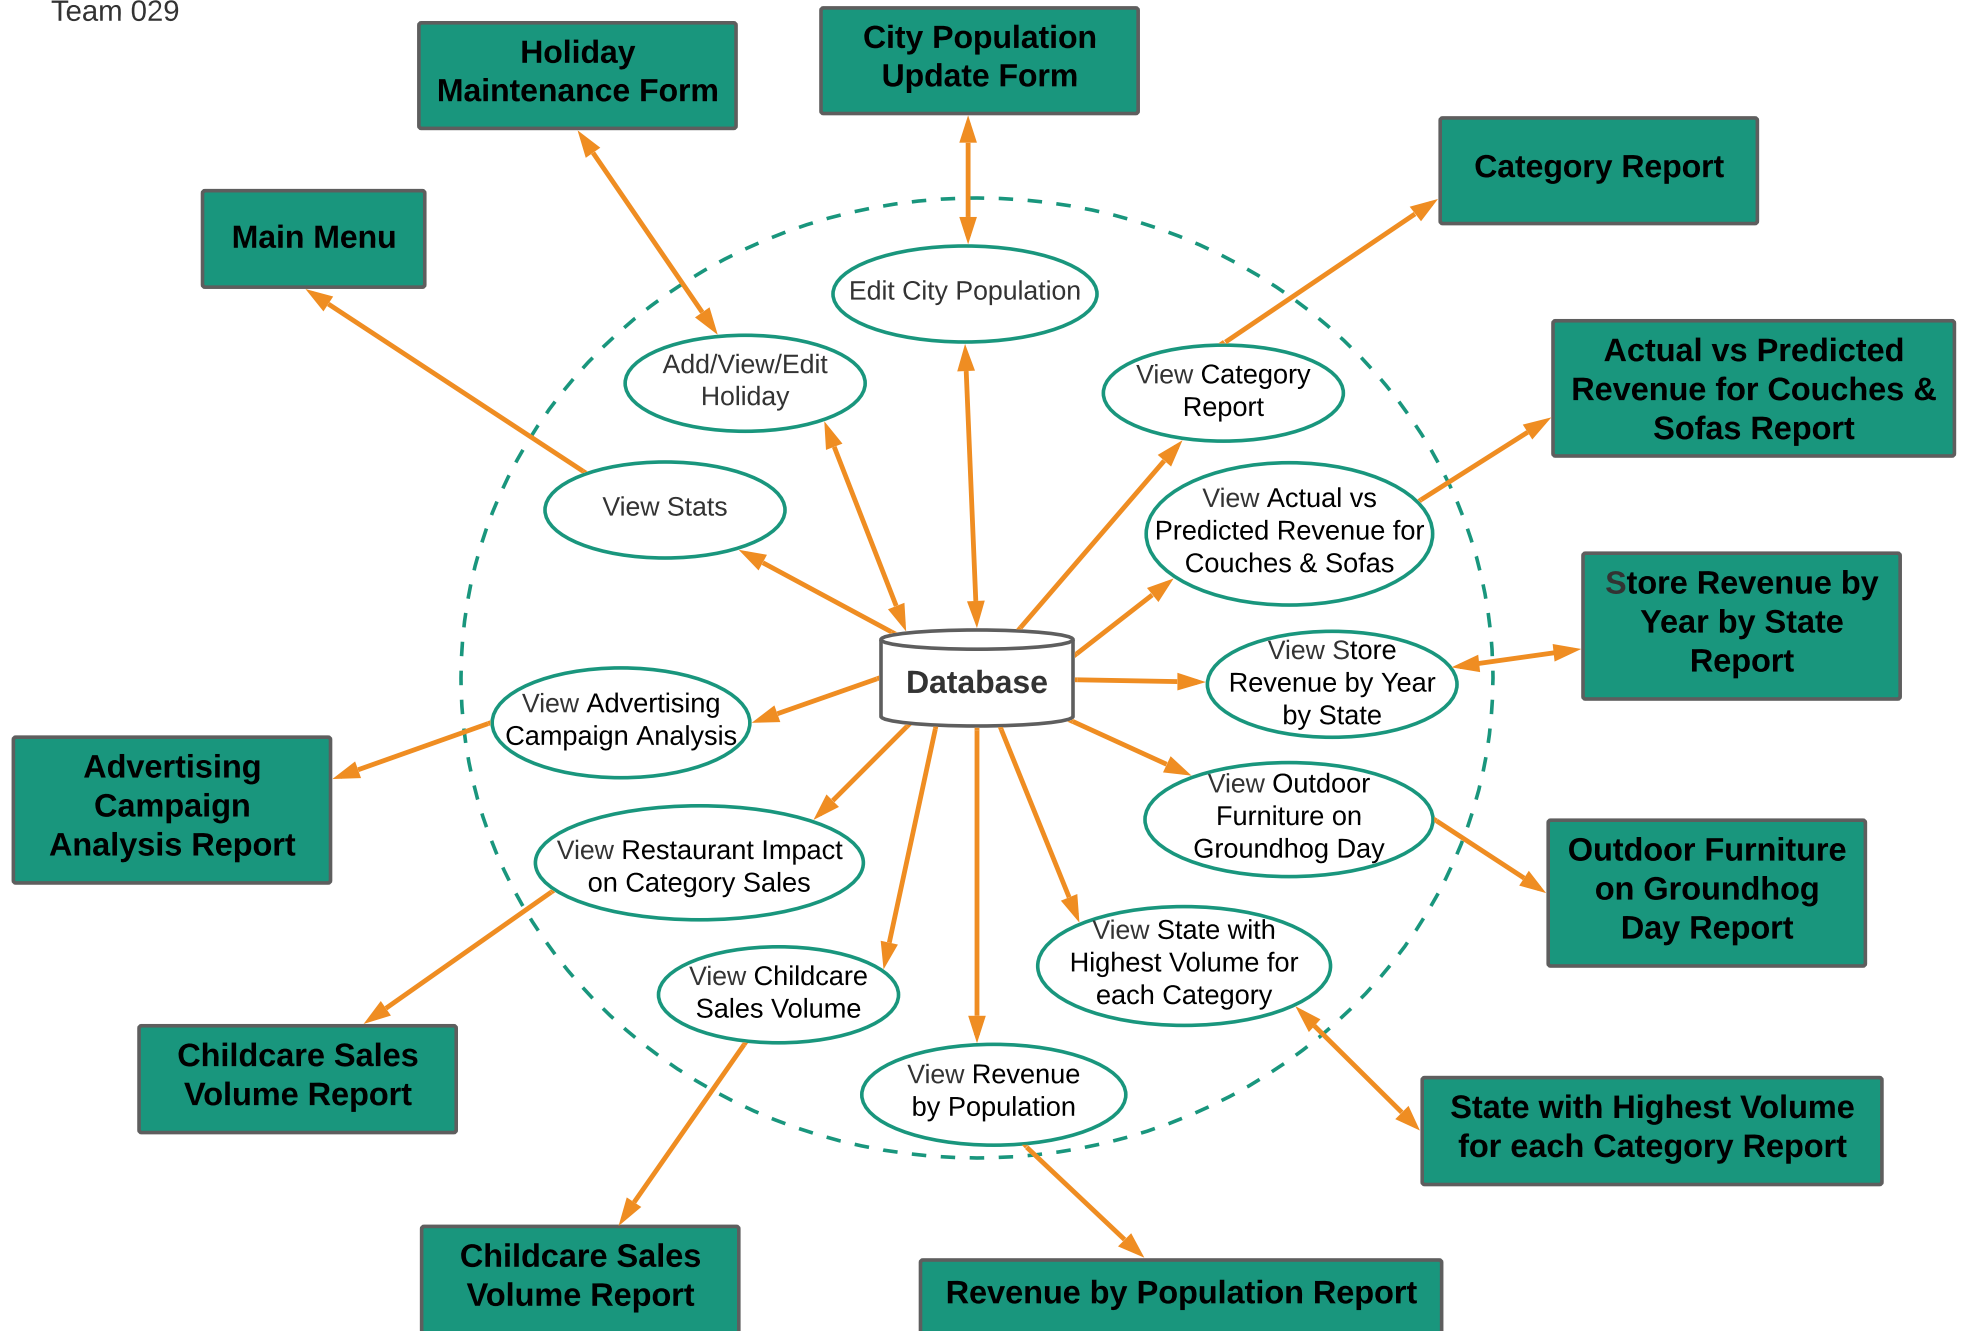 Team 029
Holiday
Maintenance Form
City Population
Update Form
Category Report
Main Menu
Edit City Population
Add/View/Edit
Holiday
View Category
Report
Actual vs Predicted
Revenue for Couches &
Sofas Report
View Stats
View Actual vs
Predicted Revenue for
Couches & Sofas
Store Revenue by
Year by State
Report
Database
View Store
Revenue by Year
by State
View Advertising
Campaign Analysis
Advertising
Campaign
Analysis Report
View Outdoor
Furniture on
Groundhog Day
Outdoor Furniture
on Groundhog
Day Report
View Restaurant Impact
on Category Sales
View State with
Highest Volume for
each Category
View Childcare
Sales Volume
Childcare Sales
Volume Report
View Revenue
by Population
State with Highest Volume
for each Category Report
Childcare Sales
Volume Report
Revenue by Population Report